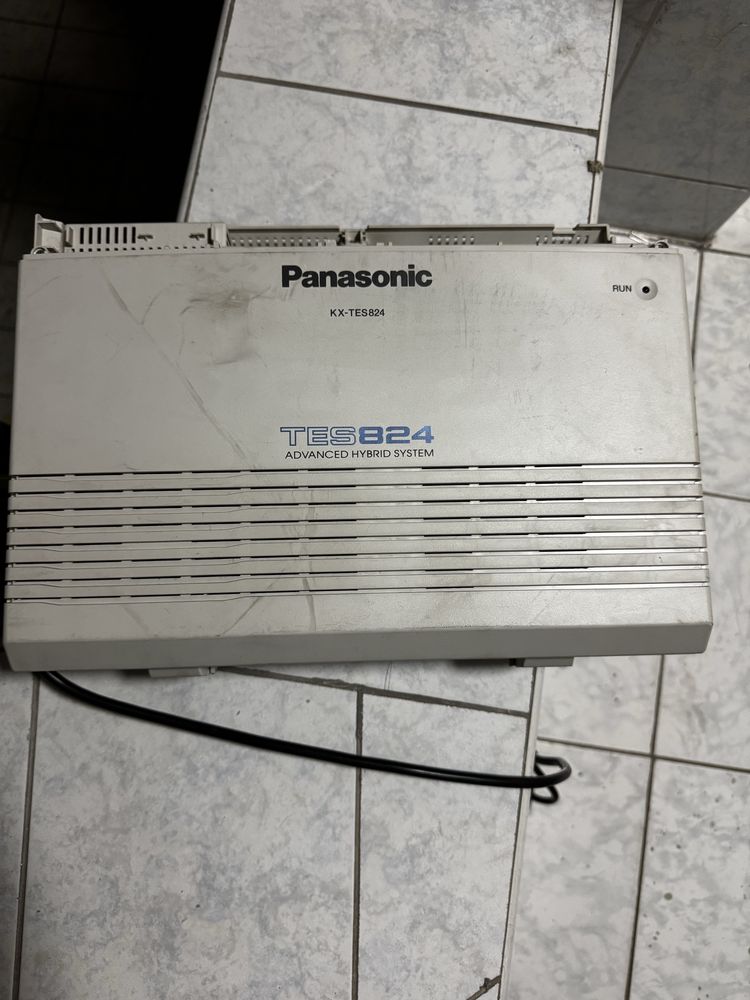 Panasonic
RUN
KX-TES824
TES824
ADVANCED HYBRID SYSTEM